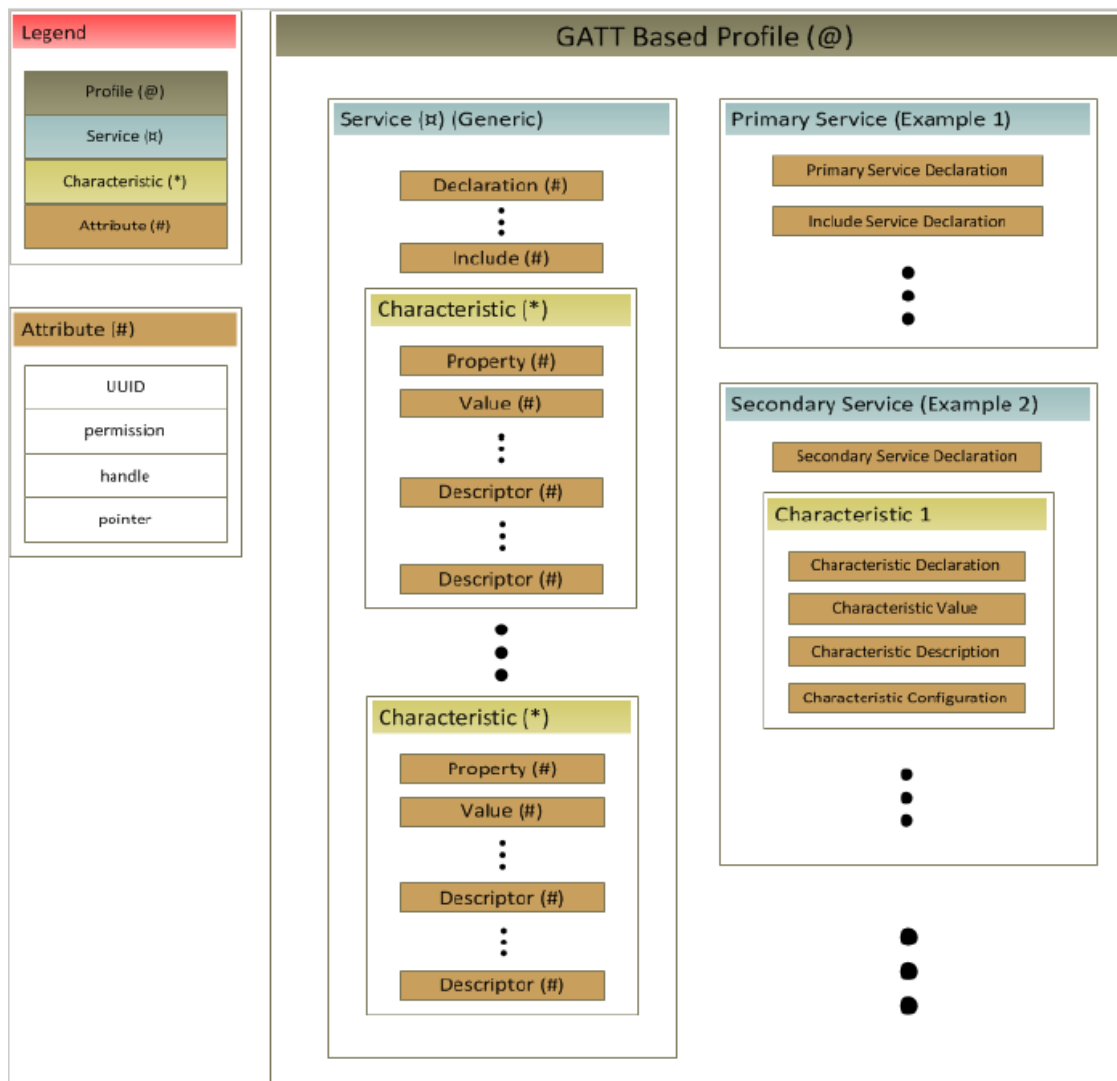 Legend
Profile (@)
Service (¤)
Characteristic (*)
Attribute (#)
Attribute (#)
UUID
permission
handle
pointer
GATT Based Profile (@)
Service (¤) (Generic)
Declaration (#)
Include (#)
Characteristic (*)
Property (#)
Value (#)
Descriptor (#)
Descriptor (#)
Characteristic (*)
Property (#)
Value (#)
Descriptor (#)
Descriptor (#)
Primary Service (Example 1)
Primary Service Declaration
Include Service Declaration
Secondary Service (Example 2)
Secondary Service Declaration
Characteristic 1
Characteristic Declaration
Characteristic Value
Characteristic Description
Characteristic Configuration